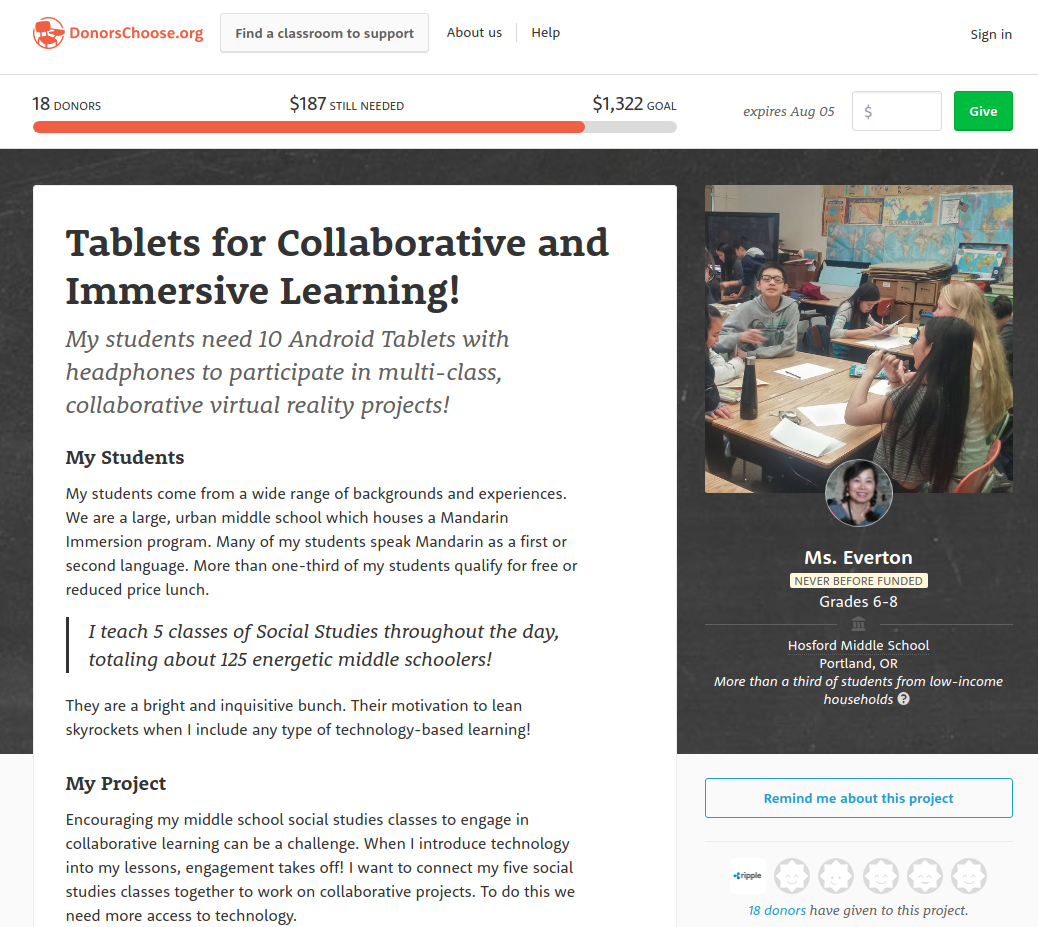 DonorsChoose.org
Find a classroom to support
About us
Help
Sign in
18 DONORS
$187 STILL NEEDED
$1,322 GOAL
expires Aug 05
$
Give
Tablets for Collaborative and
Immersive Learning!
My students need 10 Android Tablets with
headphones to participate in multi-class,
collaborative virtual reality projects!
My Students
My students come from a wide range of backgrounds and experiences.
We are a large, urban middle school which houses a Mandarin
Immersion program. Many of my students speak Mandarin as a first or
second language. More than one-third of my students qualify for free or
reduced price lunch.
I teach 5 classes of Social Studies throughout the day,
totaling about 125 energetic middle schoolers!
They are a bright and inquisitive bunch. Their motivation to lean
skyrockets when I include any type of technology-based learning!
My Project
Encouraging my middle school social studies classes to engage in
collaborative learning can be a challenge. When I introduce technology
into my lessons, engagement takes off! I want to connect my five social
studies classes together to work on collaborative projects. To do this we
need more access to technology.
Ms. Everton
NEVER BEFORE FUNDED
Grades 6-8
Hosford Middle School
Portland, OR
More than a third of students from low-income
households ?
Remind me about this project
ripple
18 donors have given to this project.